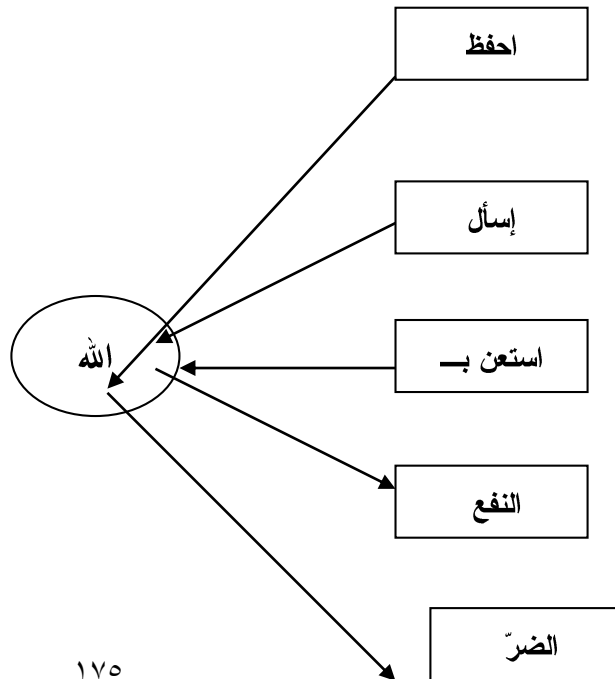 احفظ
إسأل
الله
استعن بـــ
النفع
الضرّ
١٧٥